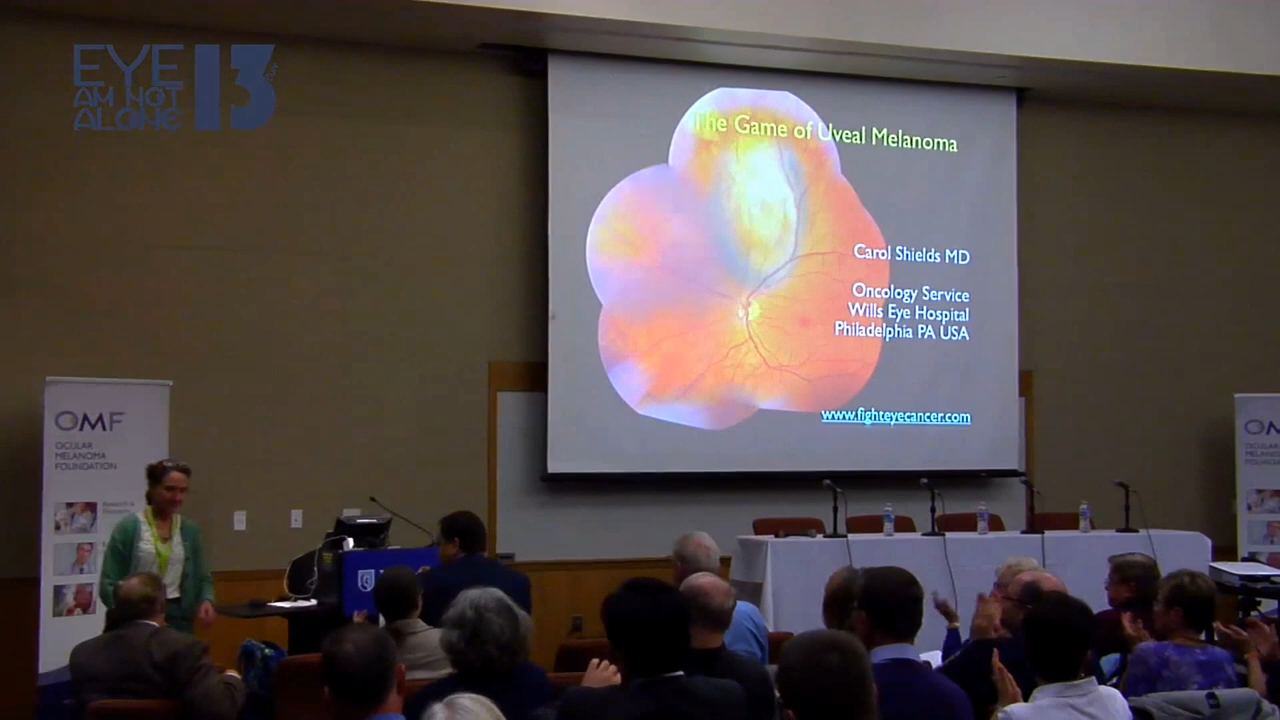 EYE
AM NOT
ALONE
13
The Game of Uveal Melanoma
Carol Shields MD
Oncology Service
Wills Eye Hospital
Philadelphia PA USA
www.fighteyecancer.com
OMF
OCULAR
MELANOMA
FOUNDATION